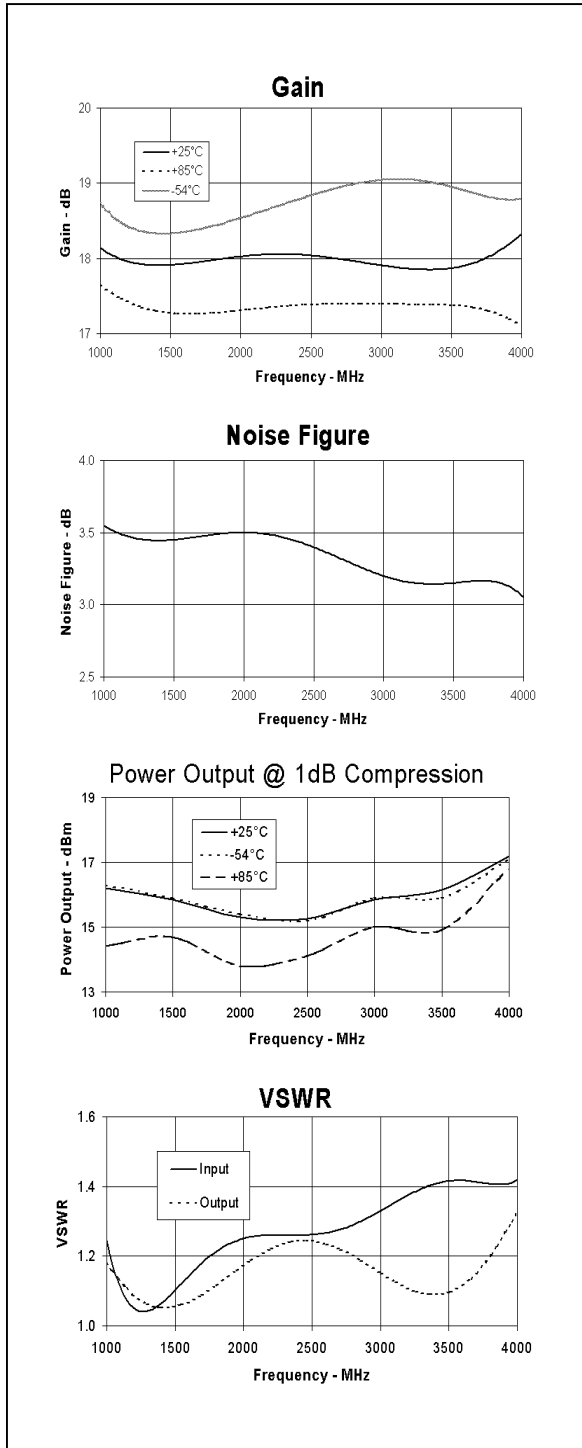 Gain
20
19
18
17
Gain - dB
+25°C
+85°C
-54°C
1000 1500 2000 2500 3000 3500 4000
Frequency - MHz
Noise Figure
4.0
3.5
3.0
2.5
Noise Figure - dB
1000 1500 2000 2500 3000 3500 4000
Frequency - MHz
Power Output @ 1dB Compression
19
17
15
13
Power Output - dBm
+25°C
-54°C
+85°C
1000 1500 2000 2500 3000 3500 4000
Frequency - MHz
VSWR
1.6
1.4
1.2
1.0
VSWR
Input
Output
1000 1500 2000 2500 3000 3500 4000
Frequency - MHz